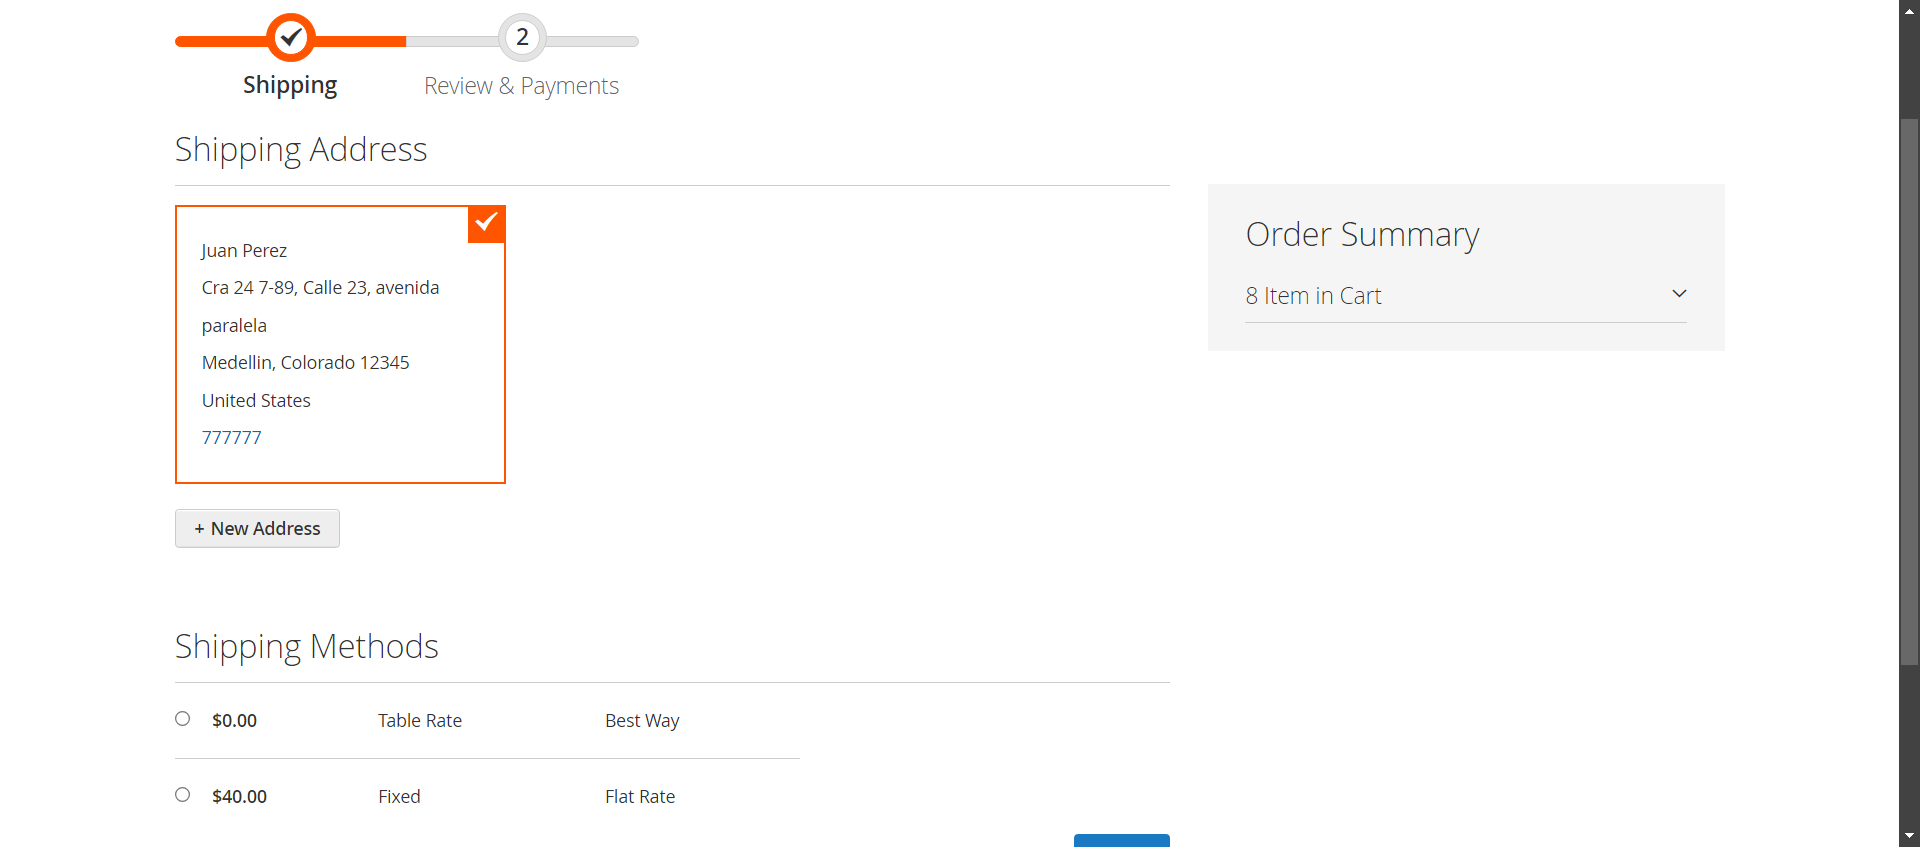 2
Shipping
Review & Payments
Shipping Address
Juan Perez
Cra 24 7-89, Calle 23, avenida
paralela
Medellin, Colorado 12345
United States
777777
+ New Address
Order Summary
8 Item in Cart
Shipping Methods
$0.00 Table Rate Best Way
$40.00 Fixed Flat Rate